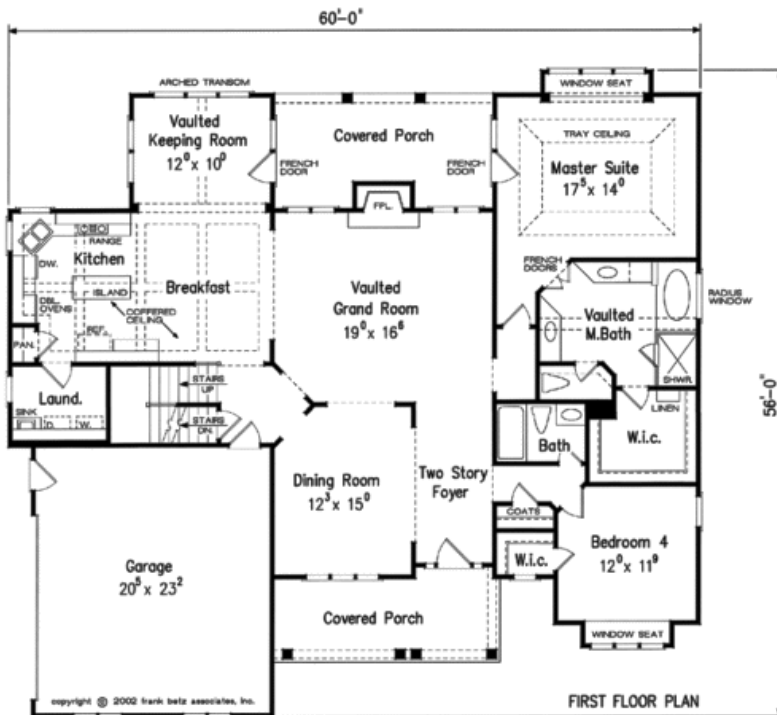 60'-0"
ARCHED TRANSOM
WINDOW SEAT
Vaulted
Keeping Room
12⁰ x 10⁰
Covered Porch
FRENCH
DOOR
FRENCH
DOOR
TRAY CEILING
Master Suite
17⁵ x 14⁰
FPL.
RANGE
Kitchen
DW.
ISLAND
DBL.
OVENS
COFFERED
CEILING
Breakfast
PAN.
REF.
Vaulted
Grand Room
19⁰ x 16⁶
FRENCH
DOORS
Vaulted
M.Bath
RADIUS
WINDOW
SHWR.
LINEN
W.i.c.
56'-0"
Laund.
SINK
D.
W.
STAIRS
UP
STAIRS
DN.
Bath
Dining Room
12³ x 15⁰
Two Story
Foyer
COATS
W.i.c.
Bedroom 4
12⁰ x 11⁹
WINDOW SEAT
Garage
20⁵ x 23²
Covered Porch
copyright © 2002 frank betz associates, inc.
FIRST FLOOR PLAN